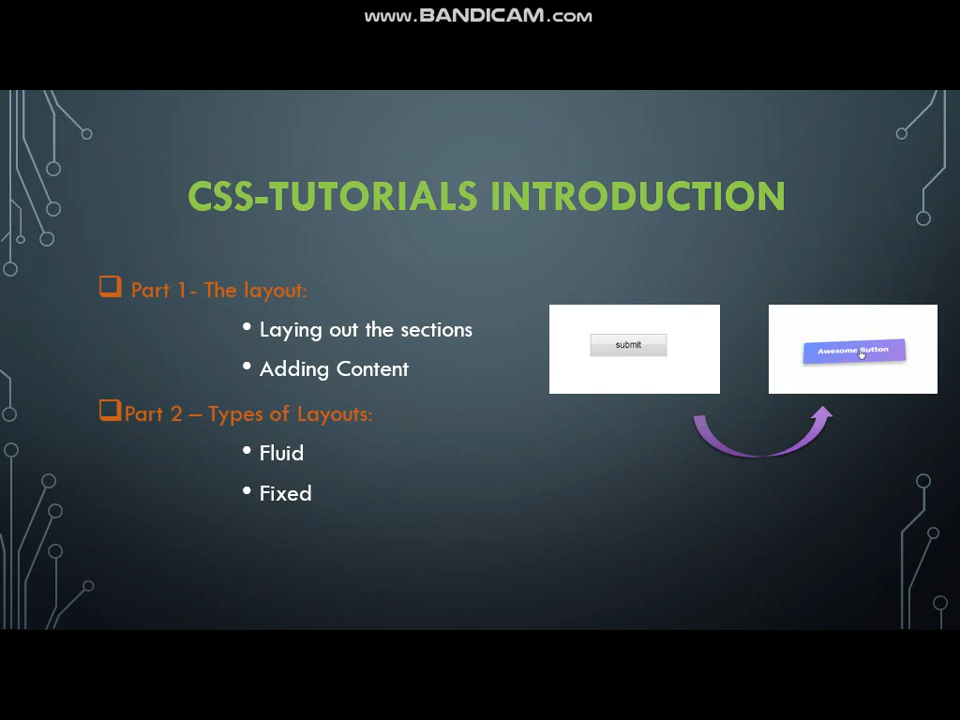 www.BANDICAM.com
CSS-TUTORIALS INTRODUCTION
Part 1- The layout:
• Laying out the sections
• Adding Content
Part 2 – Types of Layouts:
• Fluid
• Fixed
submit
Awesome Button